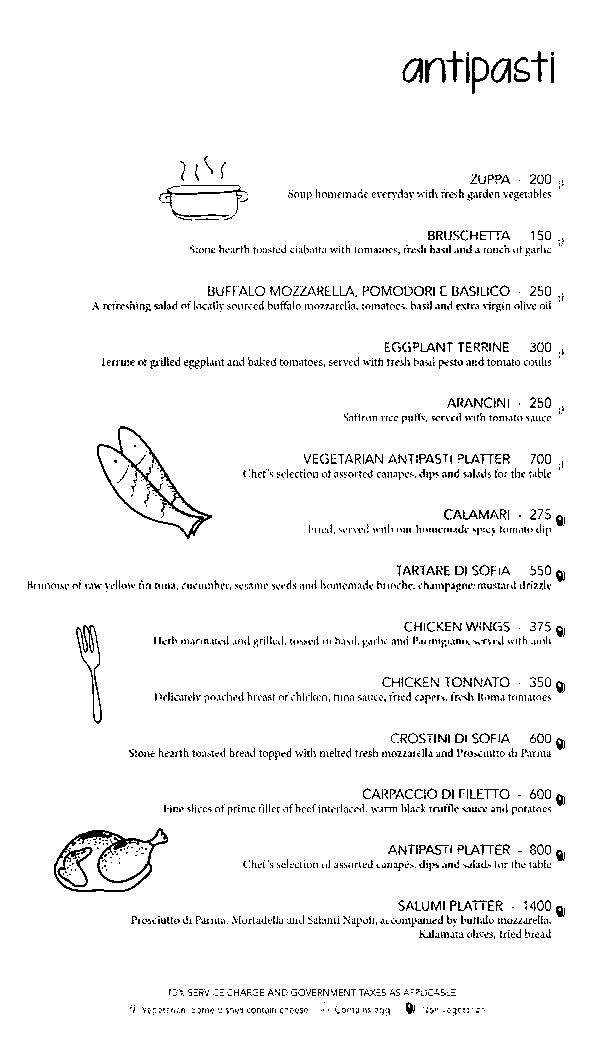 antipasti
ZUPPA - 200
Soup homemade everyday with fresh garden vegetables
BRUSCHETTA 150
Stone hearth toasted ciabatta with tomatoes, fresh basil and a touch of garlic
BUFFALO MOZZARELLA, POMODORI E BASILICO - 250
A refreshing salad of locally sourced buffalo mozzarella, tomatoes, basil and extra virgin olive oil
EGGPLANT TERRINE 300
Terrine of grilled eggplant and baked tomatoes, served with fresh basil pesto and tomato coulis
ARANCINI - 250
Saffron rice puffs, served with tomato sauce
VEGETARIAN ANTIPASTI PLATTER 700
Chef's selection of assorted canapes, dips and salads for the table
CALAMARI - 275
Fried, served with our homemade spicy tomato dip
TARTARE DI SOFIA 550
Brunoise of raw yellow fin tuna, cucumber, sesame seeds and homemade brioche, champagne mustard drizzle
CHICKEN WINGS - 375
Herb marinated and grilled, tossed in basil, garlic and Parmigiano, served with aioli
CHICKEN TONNATO - 350
Delicately poached breast of chicken, tuna sauce, fried capers, fresh Roma tomatoes
CROSTINI DI SOFIA - 600
Stone hearth toasted bread topped with melted fresh mozzarella and Prosciutto di Parma
CARPACCIO DI FILETTO - 600
Fine slices of prime fillet of beef interlaced, warm black truffle sauce and potatoes
ANTIPASTI PLATTER - 800
Chef's selection of assorted canapés, dips and salads for the table
SALUMI PLATTER - 1400
Prosciutto di Parma, Mortadella and Salami Napoli, accompanied by buffalo mozzarella,
Kalamata olives, fried bread
10% SERVICE CHARGE AND GOVERNMENT TAXES AS APPLICABLE
Vegetarian. Some dishes contain cheese Contains egg Non vegetarian